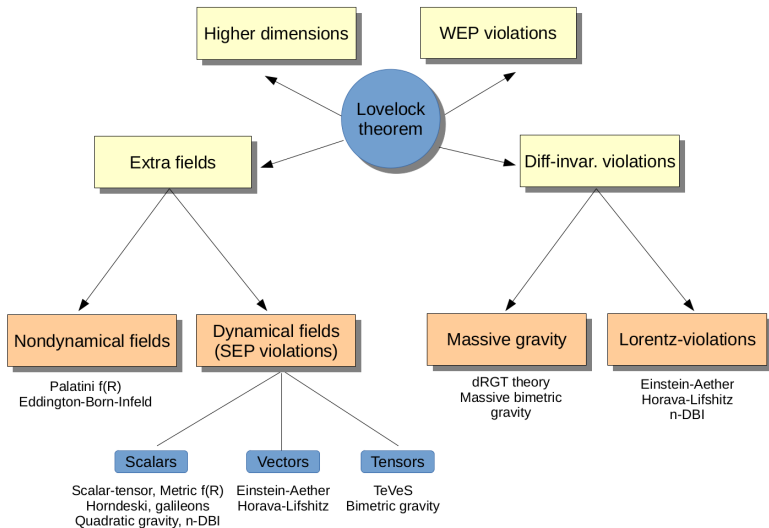 Higher dimensions
WEP violations
Lovelock
theorem
Extra fields
Diff-invar. violations
Nondynamical fields
Dynamical fields
(SEP violations)
Massive gravity
Lorentz-violations
Palatini f(R)
Eddington-Born-Infeld
dRGT theory
Massive bimetric
gravity
Einstein-Aether
Horava-Lifshitz
n-DBI
Scalars
Vectors
Tensors
Scalar-tensor, Metric f(R)
Horndeski, galileons
Quadratic gravity, n-DBI
Einstein-Aether
Horava-Lifshitz
TeVeS
Bimetric gravity